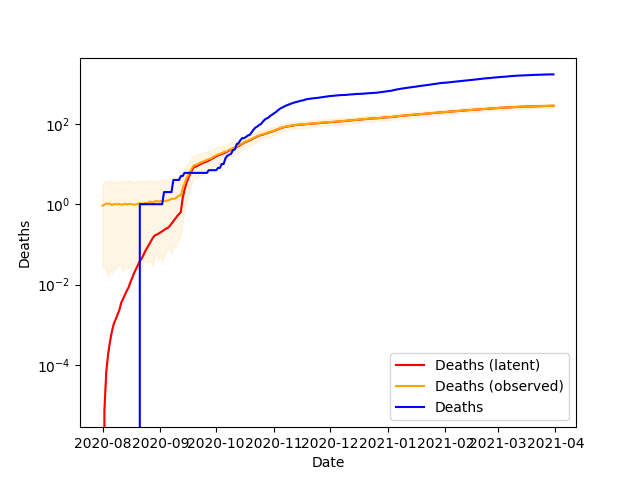 10^2
10^0
10^-2
10^-4
Deaths
Deaths (latent)
Deaths (observed)
Deaths
2020-08 2020-09 2020-10 2020-11 2020-12 2021-01 2021-02 2021-03 2021-04
Date